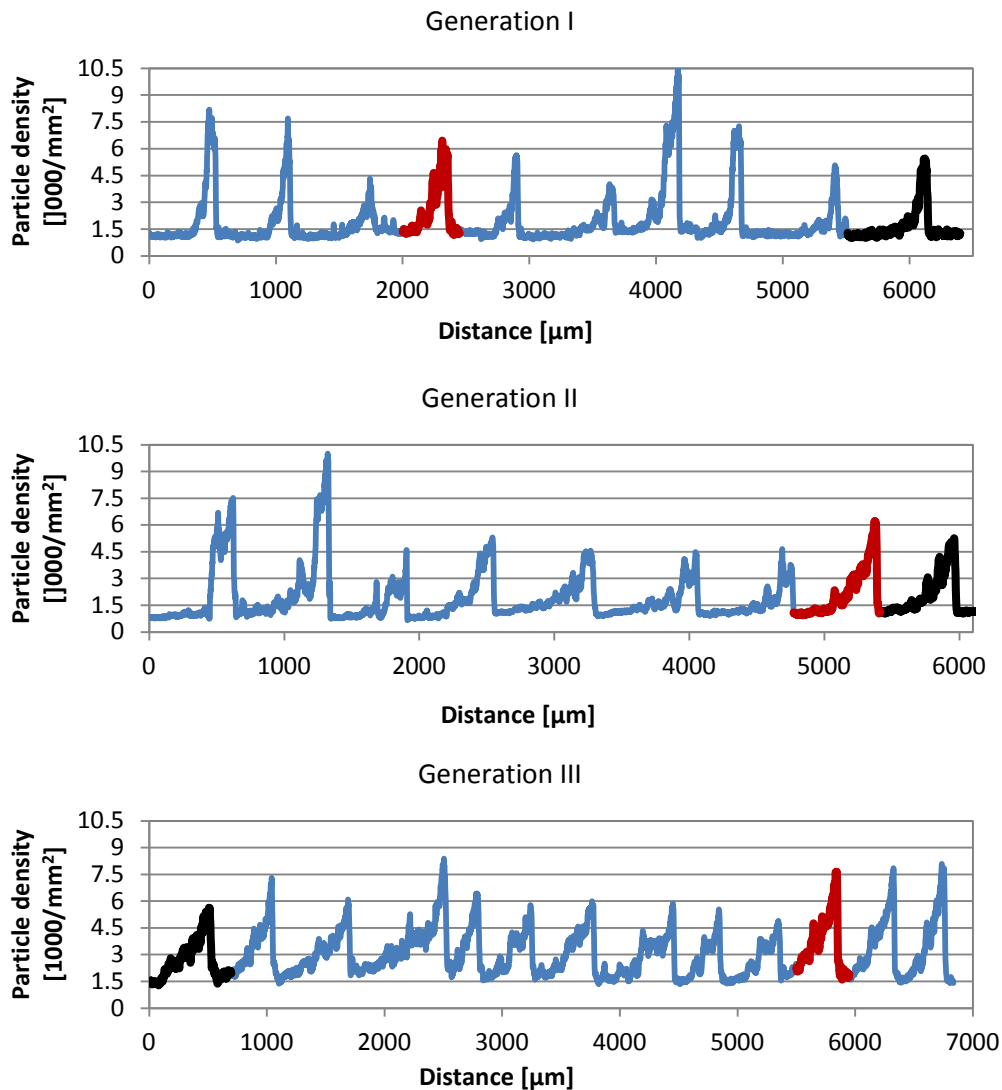 Generation I
Particle density
[]000/mm²]
10.5
9
7.5
6
4.5
3
1.5
0
0 1000 2000 3000 4000 5000 6000
Distance [µm]
Generation II
Particle density
[]000/mm²]
10.5
9
7.5
6
4.5
3
1.5
0
0 1000 2000 3000 4000 5000 6000
Distance [µm]
Generation III
Particle density
[1000/mm²]
10.5
9
7.5
6
4.5
3
1.5
0
0 1000 2000 3000 4000 5000 6000 7000
Distance [µm]